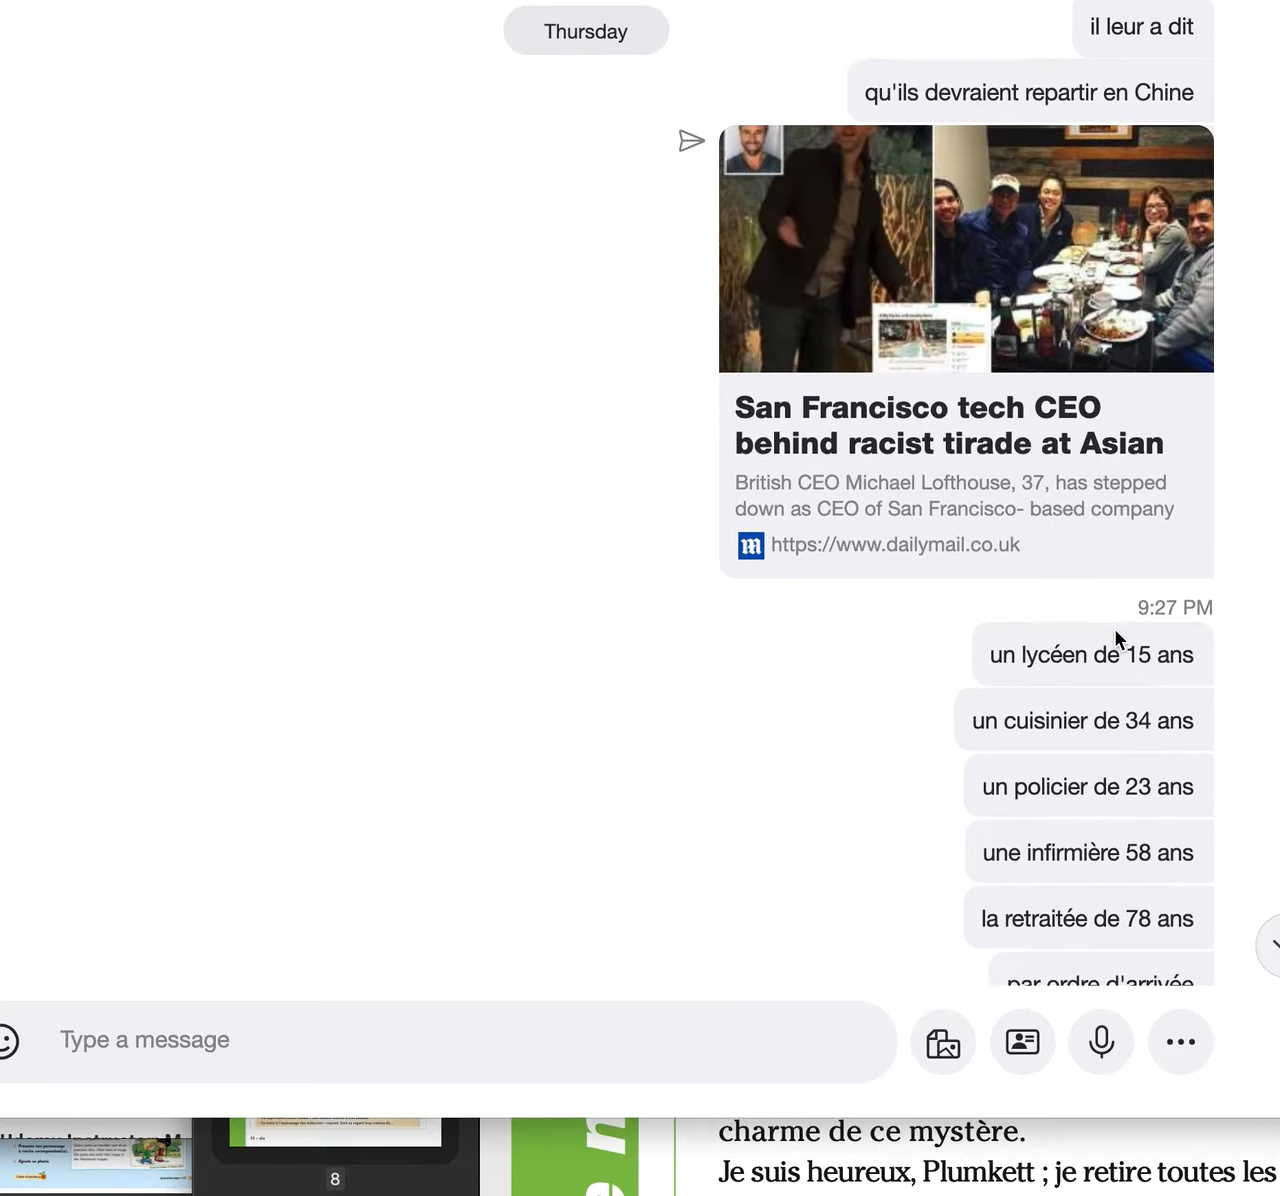 Thursday
il leur a dit
qu'ils devraient repartir en Chine
San Francisco tech CEO
behind racist tirade at Asian
British CEO Michael Lofthouse, 37, has stepped
down as CEO of San Francisco- based company
m https://www.dailymail.co.uk
9:27 PM
un lycéen de 15 ans
un cuisinier de 34 ans
un policier de 23 ans
une infirmière 58 ans
la retraitée de 78 ans
par ordre d'arrivée
Type a message
8
charme de ce mystère.
Je suis heureux, Plumkett ; je retire toutes les